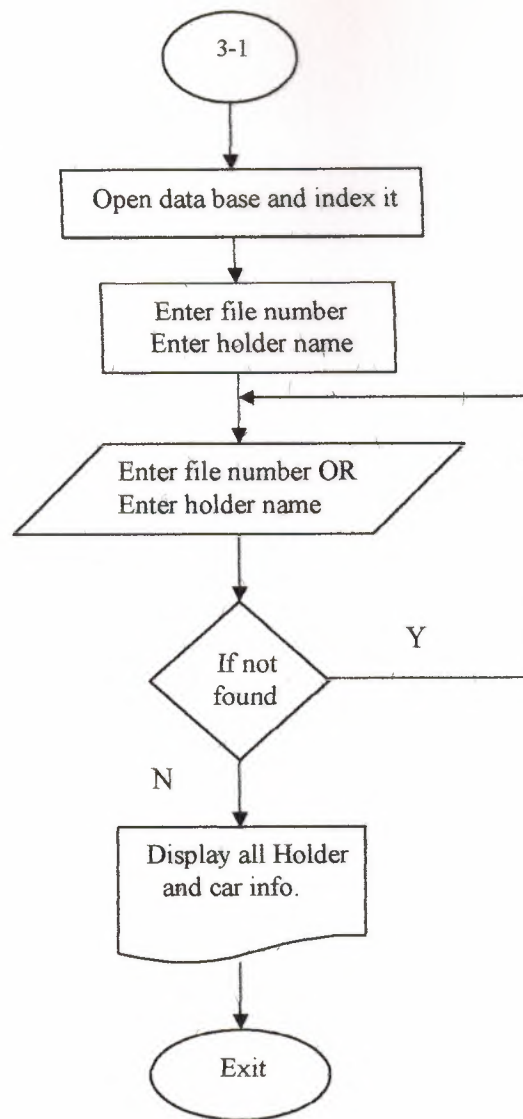 3-1
Open data base and index it
Enter file number
Enter holder name
Enter file number OR
Enter holder name
If not
found
Y
N
Display all Holder
and car info.
Exit